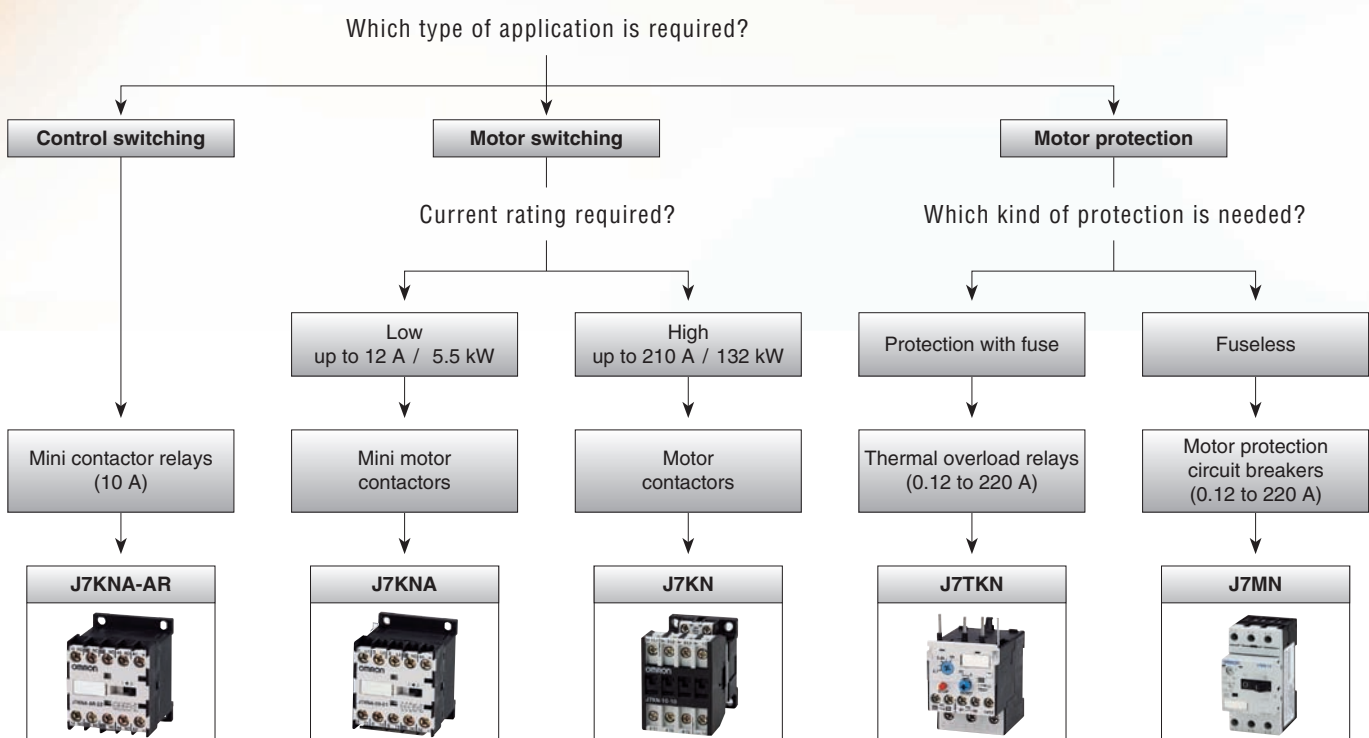 Which type of application is required?
Control switching
Motor switching
Motor protection
Current rating required?
Which kind of protection is needed?
Low
up to 12 A / 5.5 kW
High
up to 210 A / 132 kW
Protection with fuse
Fuseless
Mini contactor relays
(10 A)
Mini motor
contactors
Motor
contactors
Thermal overload relays
(0.12 to 220 A)
Motor protection
circuit breakers
(0.12 to 220 A)
J7KNA-AR
J7KNA
J7KN
J7TKN
J7MN
OMRON
OMRON
OMRON